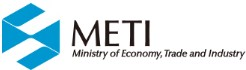 METI
Ministry of Economy, Trade and Industry